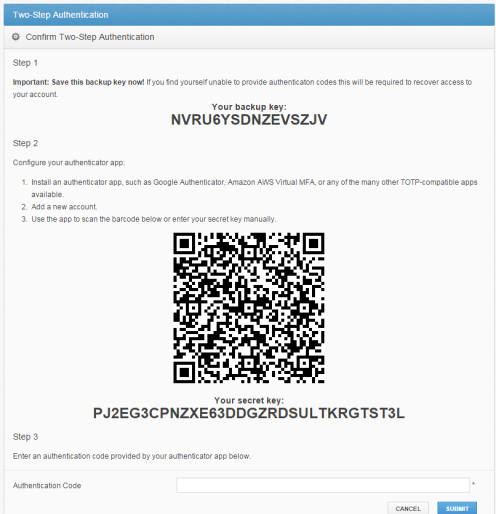 Two-Step Authentication
Confirm Two-Step Authentication
Step 1
Important: Save this backup key now! If you find yourself unable to provide authenticaton codes this will be required to recover access to
your account.
Your backup key:
NVRU6YSDNZEVSZJV
Step 2
Configure your authenticator app:
1. Install an authenticator app, such as Google Authenticator, Amazon AWS Virtual MFA, or any of the many other TOTP-compatible apps
available.
2. Add a new account.
3. Use the app to scan the barcode below or enter your secret key manually.
Your secret key:
PJ2EG3CPNZXE63DDGZRDSULTKRGTST3L
Step 3
Enter an authentication code provided by your authenticator app below.
Authentication Code *
CANCEL SUBMIT